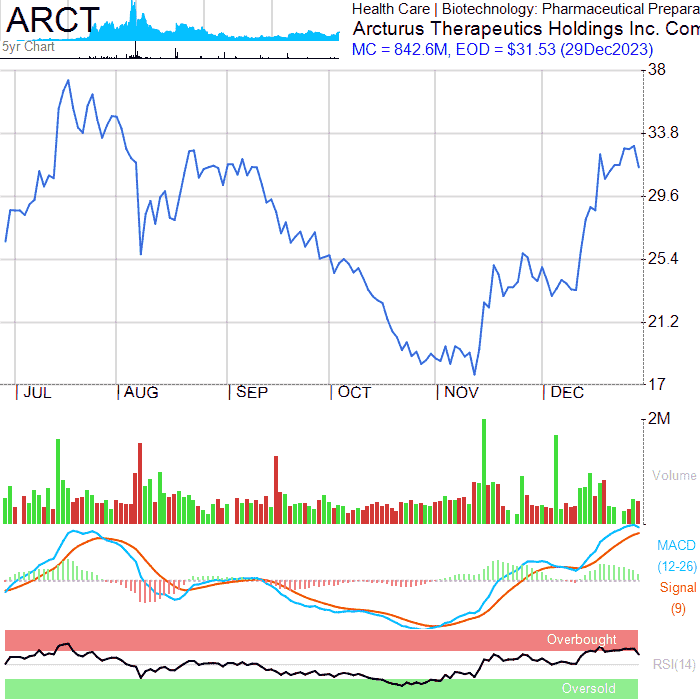 ARCT
5yr Chart
Health Care | Biotechnology: Pharmaceutical Prepara
Arcturus Therapeutics Holdings Inc. Com
MC = 842.6M, EOD = $31.53 (29Dec2023)
38
33.8
29.6
25.4
21.2
17
JUL AUG SEP OCT NOV DEC
2M
Volume
MACD
(12-26)
Signal
(9)
Overbought
RSI(14)
Oversold